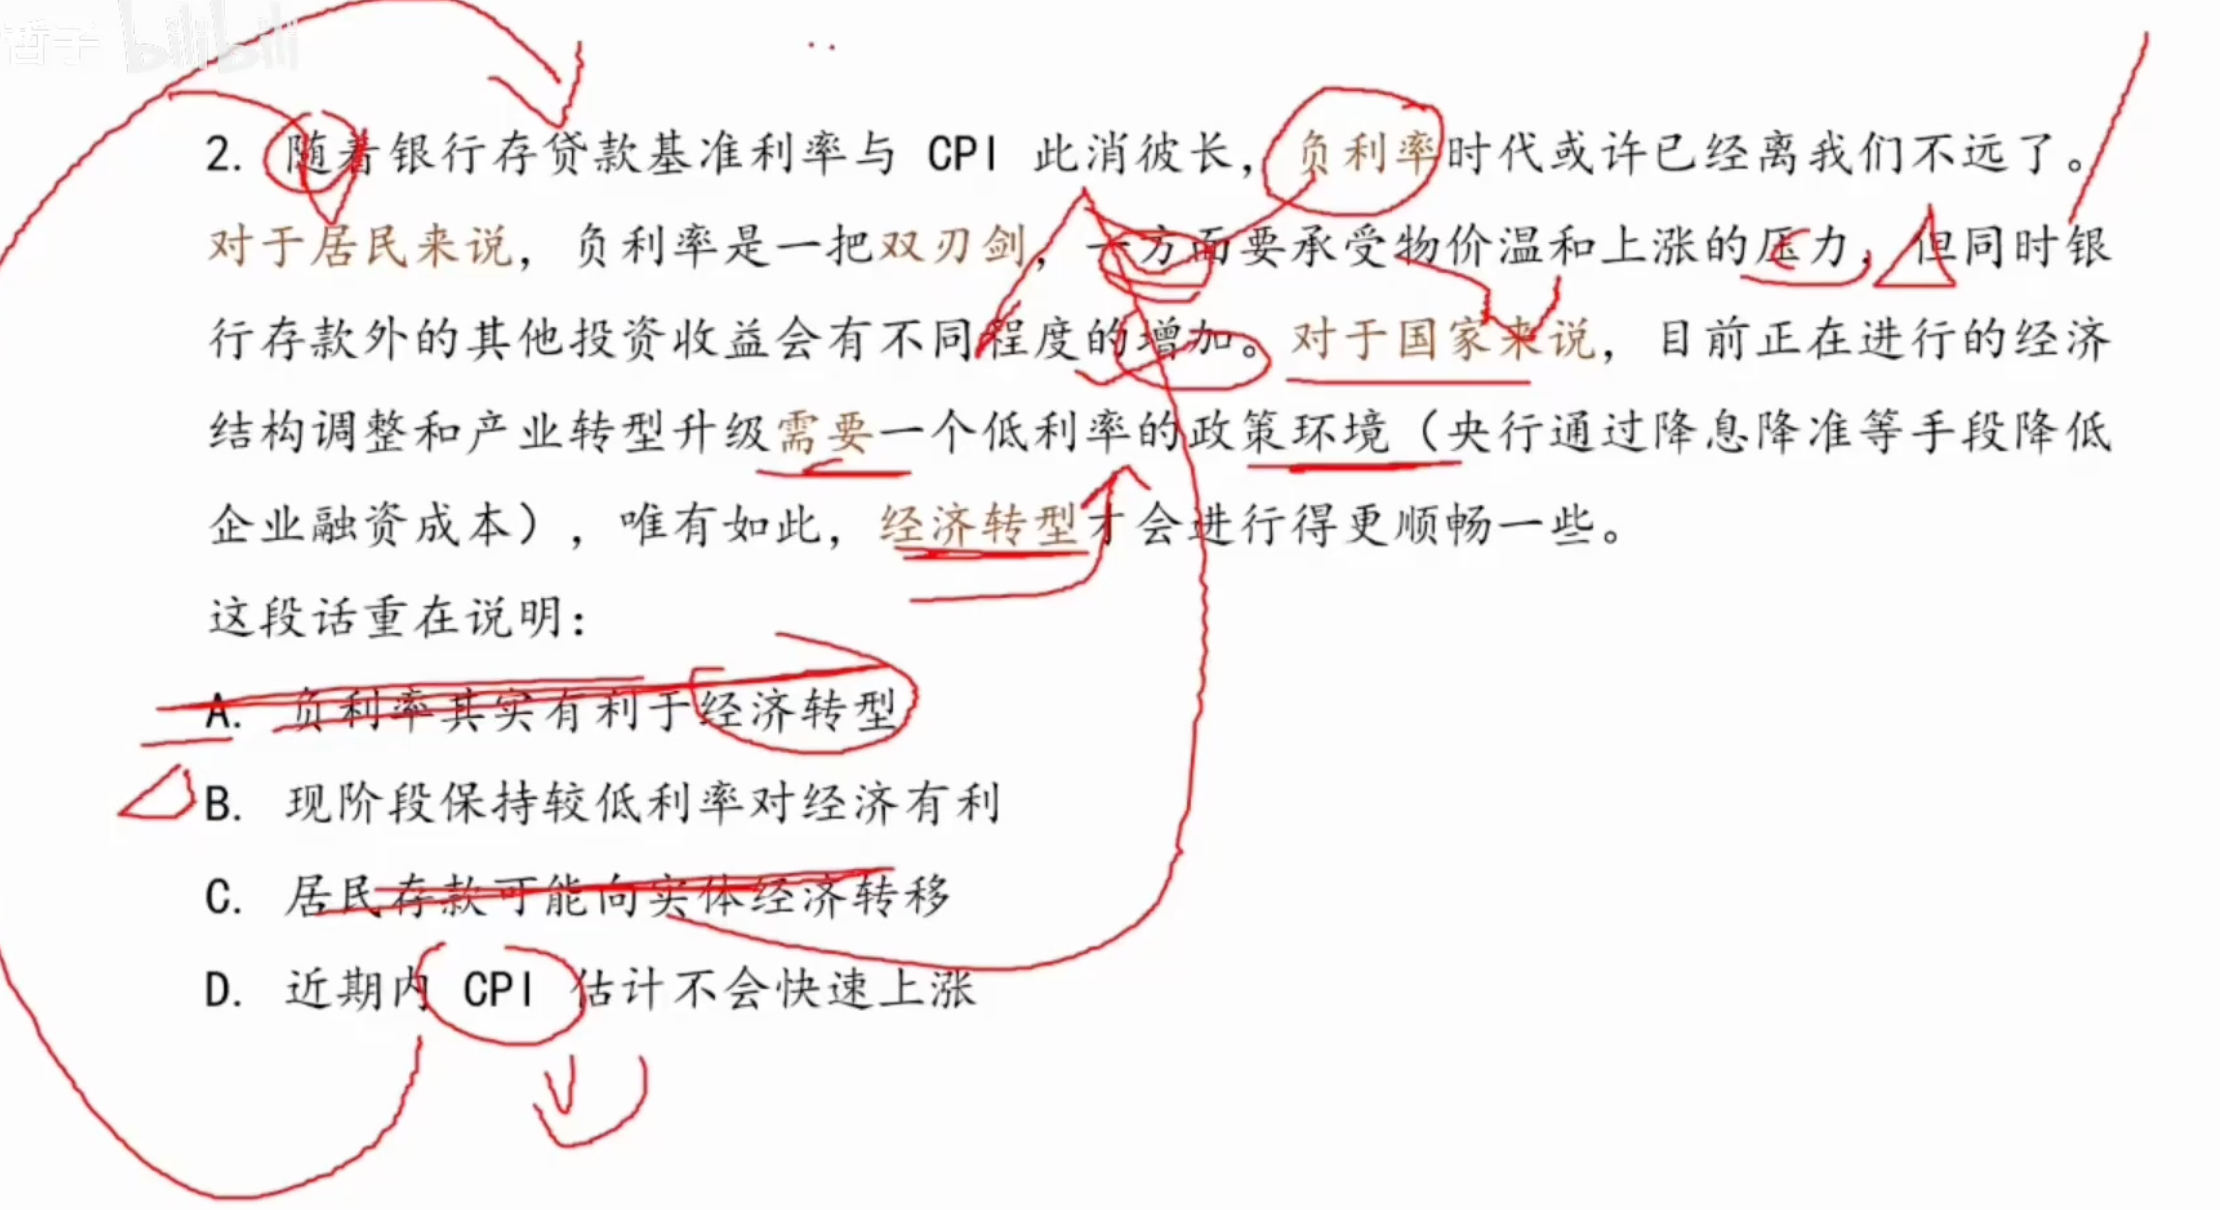 哲子 bilibili
2. 随着银行存贷款基准利率与 CPI 此消彼长，负利率时代或许已经离我们不远了。
对于居民来说，负利率是一把双刃剑，一方面要承受物价温和上涨的压力，但同时银
行存款外的其他投资收益会有不同程度的增加。对于国家来说，目前正在进行的经济
结构调整和产业转型升级需要一个低利率的政策环境（央行通过降息降准等手段降低
企业融资成本），唯有如此，经济转型才会进行得更顺畅一些。
这段话重在说明：
A. 负利率其实有利于经济转型
B. 现阶段保持较低利率对经济有利
C. 居民存款可能向实体经济转移
D. 近期内 CPI 估计不会快速上涨